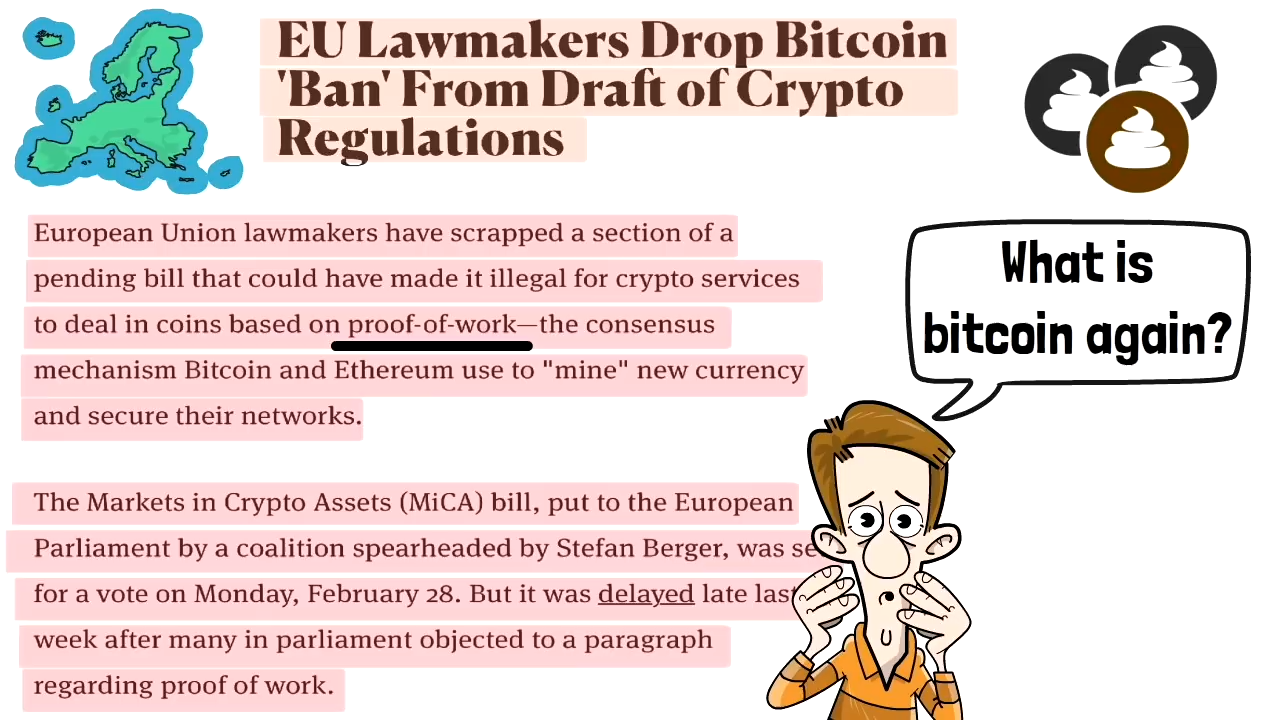 EU Lawmakers Drop Bitcoin
'Ban' From Draft of Crypto
Regulations
European Union lawmakers have scrapped a section of a
pending bill that could have made it illegal for crypto services
to deal in coins based on proof-of-work—the consensus
mechanism Bitcoin and Ethereum use to "mine" new currency
and secure their networks.
What is
bitcoin again?
The Markets in Crypto Assets (MiCA) bill, put to the European
Parliament by a coalition spearheaded by Stefan Berger, was
for a vote on Monday, February 28. But it was delayed late last
week after many in parliament objected to a paragraph
regarding proof of work.